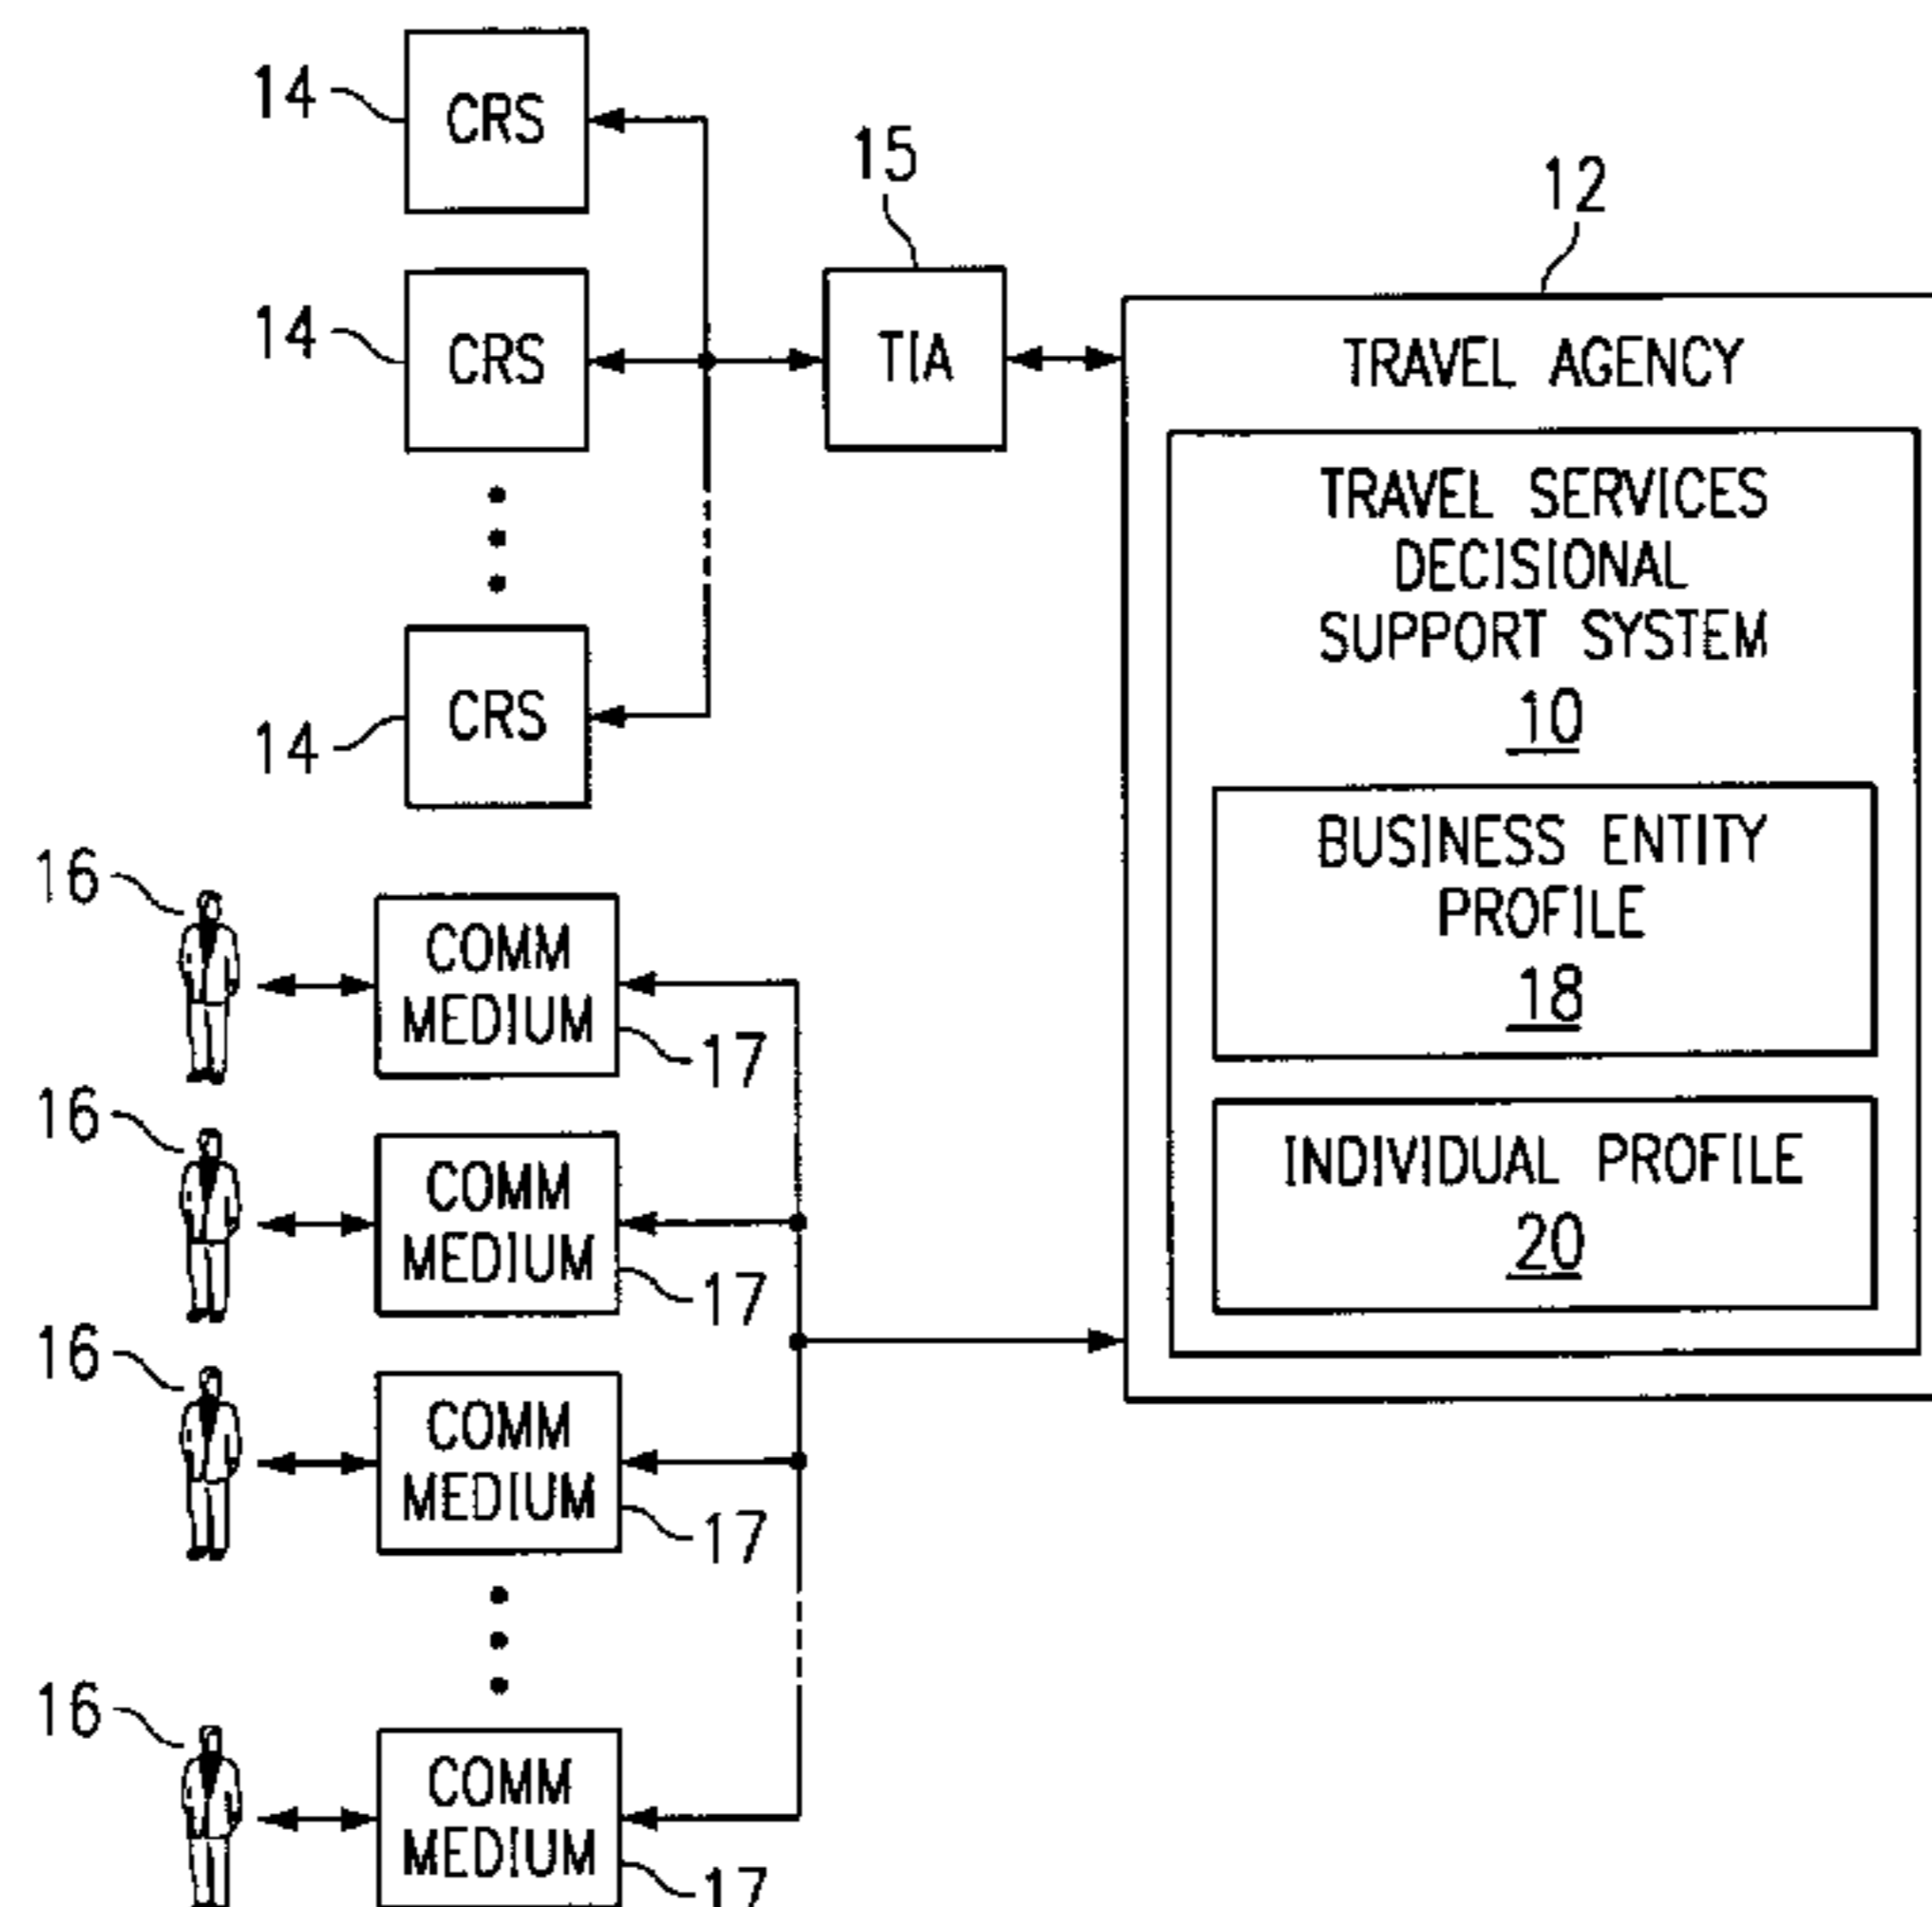 14
CRS
15
12
14
CRS
TIA
TRAVEL AGENCY
TRAVEL SERVICES
DECISIONAL
SUPPORT SYSTEM
10
14
CRS
BUSINESS ENTITY
PROFILE
18
INDIVIDUAL PROFILE
20
16
COMM
MEDIUM
17
16
COMM
MEDIUM
17
16
COMM
MEDIUM
17
16
COMM
MEDIUM
17